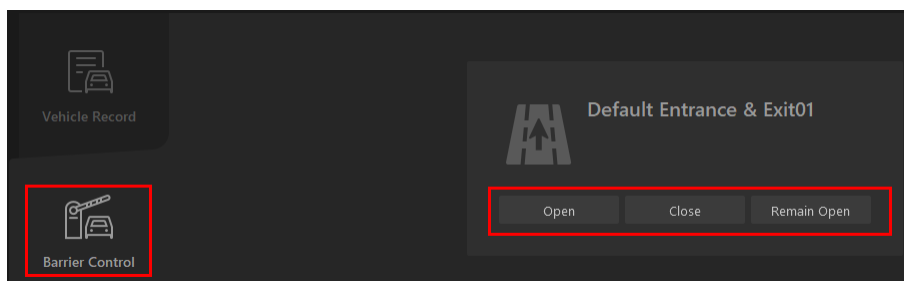 Vehicle Record
Default Entrance & Exit01
Open Close Remain Open
Barrier Control